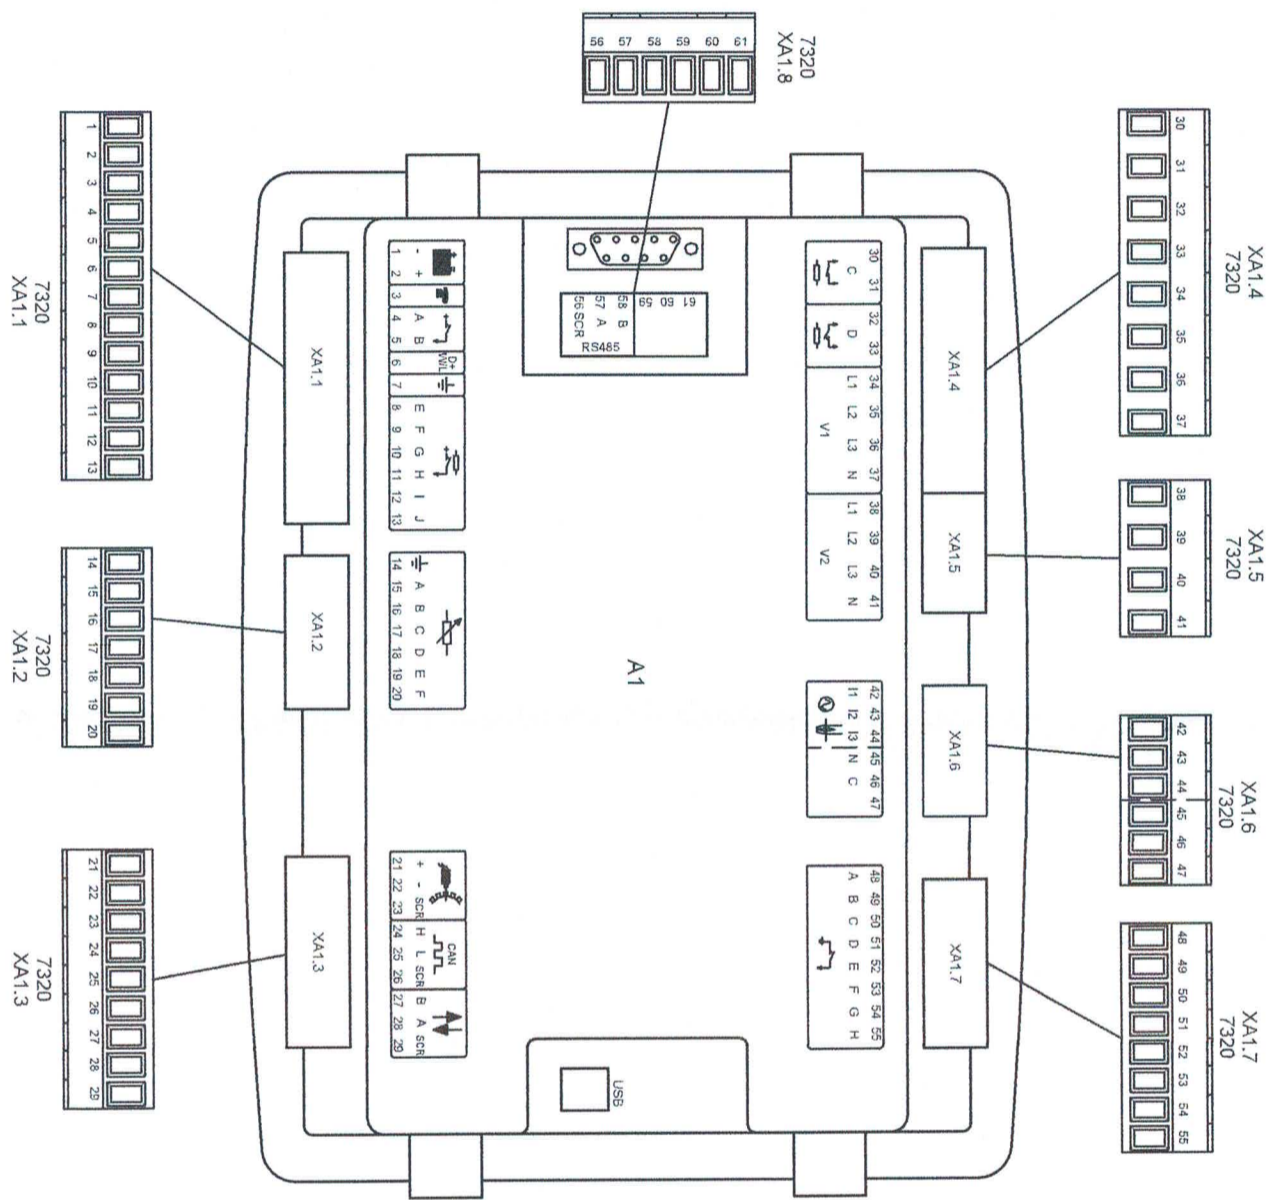 7320
XA1.8
56 57 58 59 60 61
7320
XA1.1
1 2 3 4 5 6 7 8 9 10 11 12 13
7320
XA1.2
14 15 16 17 18 19 20
7320
XA1.3
21 22 23 24 25 26 27 28 29
XA1.4
7320
30 31 32 33 34 35 36 37
XA1.5
7320
38 39 40 41
XA1.6
7320
42 43 44 45 46 47
XA1.7
7320
48 49 50 51 52 53 54 55
XA1.1
XA1.2
XA1.3
XA1.4
XA1.5
XA1.6
XA1.7
- +
1 2
3
A B
4 5
D+
W/L
6
7
E F G H I J
8 9 10 11 12 13
A B C D E F
14 15 16 17 18 19 20
+ - SCR
21 22 23
CAN
H L SCR
24 25 26
B A SCR
27 28 29
30 31
C
32 33
D
34 35 36 37
L1 L2 L3 N
V1
38 39 40 41
L1 L2 L3 N
V2
42 43 44 45 46 47
I1 I2 I3 N C
48 49 50 51 52 53 54 55
A B C D E F G H
56 57 58 59 60 61
SCR A B
RS485
A1
USB